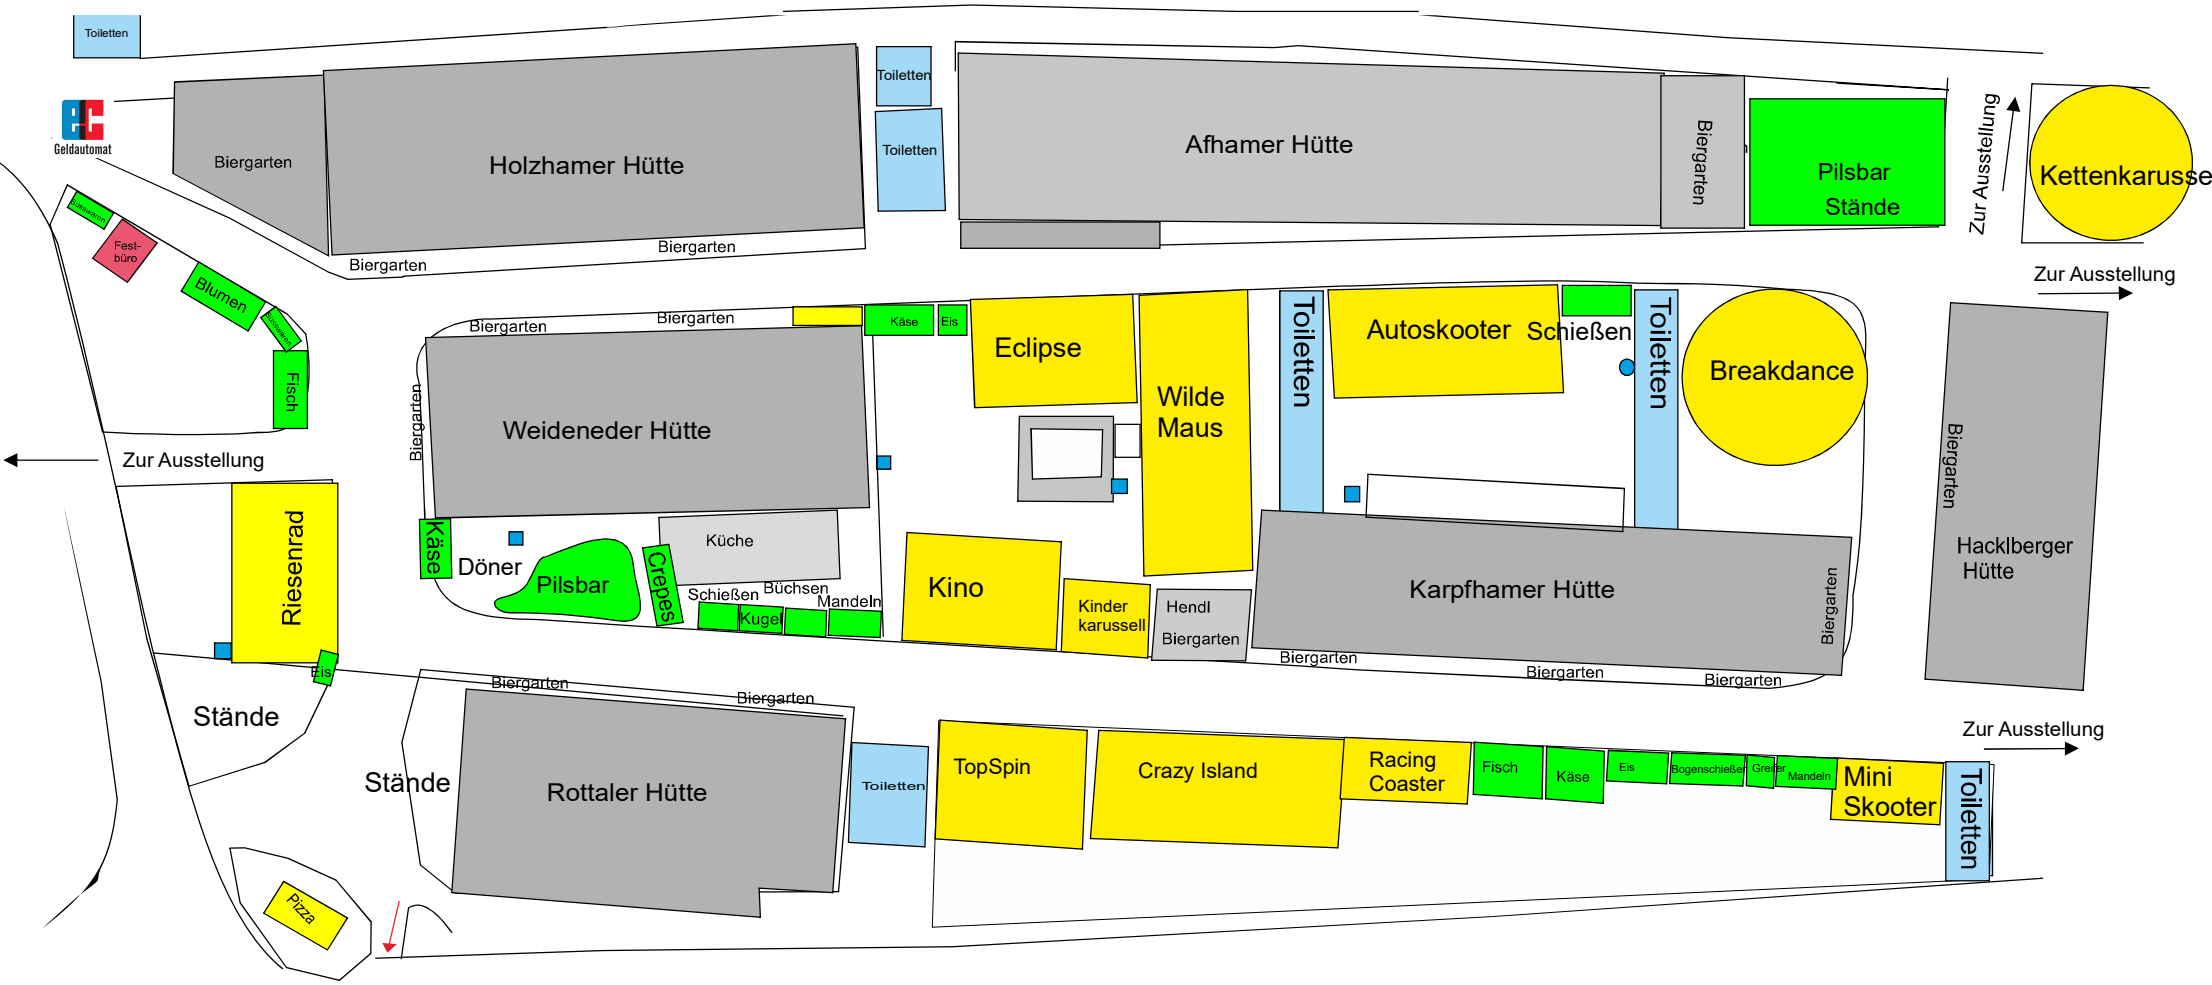 Toiletten
Geldautomat
Biergarten
Holzhamer Hütte
Biergarten
Biergarten
Toiletten
Toiletten
Afhamer Hütte
Biergarten
Pilsbar
Stände
Zur Ausstellung
Kettenkarusse
Zur Ausstellung
Süsswaren
Fest-
büro
Blumen
Süsswaren
Fisch
Zur Ausstellung
Biergarten
Biergarten
Käse
Eis
Biergarten
Weideneder Hütte
Eclipse
Wilde
Maus
Toiletten
Autoskooter
Schießen
Toiletten
Breakdance
Biergarten
Hacklberger
Hütte
Riesenrad
Eis
Käse
Döner
Pilsbar
Crepes
Küche
Schießen
Büchsen
Mandeln
Kugel
Kino
Kinder
karussell
Hendl
Biergarten
Karpfhamer Hütte
Biergarten
Biergarten
Biergarten
Biergarten
Stände
Stände
Biergarten
Biergarten
Rottaler Hütte
Toiletten
TopSpin
Crazy Island
Racing
Coaster
Fisch
Käse
Eis
Bogenschießen
Greifer
Mandeln
Mini
Skooter
Toiletten
Zur Ausstellung
Pizza